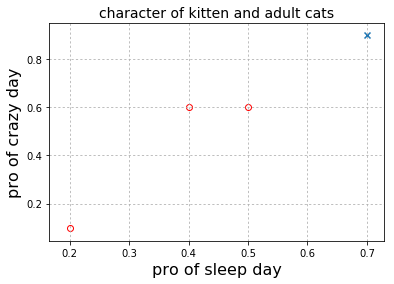 character of kitten and adult cats
pro of crazy day
0.8
0.6
0.4
0.2
0.2 0.3 0.4 0.5 0.6 0.7
pro of sleep day